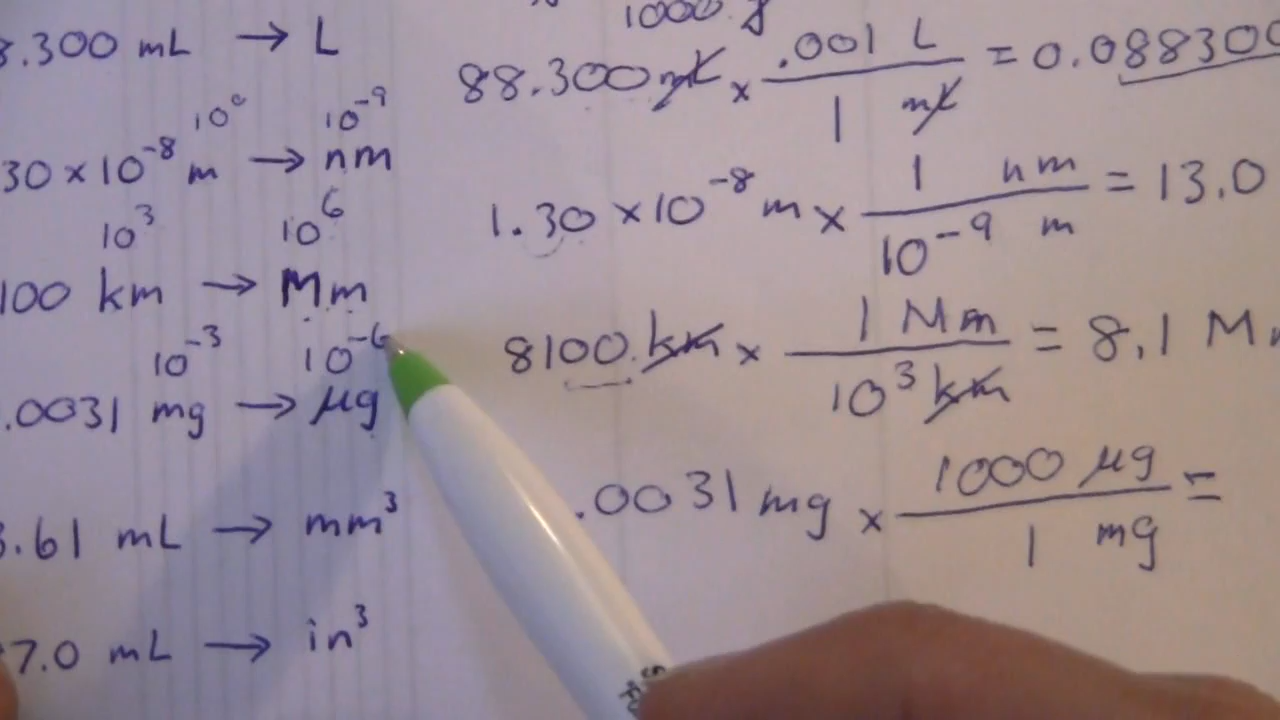 8.300 mL → L
10⁰ 10⁻⁹
30 × 10⁻⁸ m → nm
10³ 10⁶
100 km → Mm
10⁻³ 10⁻⁶
.0031 mg → μg
3.61 mL → mm³
7.0 mL → in³
1000 g
88.300 mL × .001 L / 1 mL = 0.088300
1.30 × 10⁻⁸ m × 1 nm / 10⁻⁹ m = 13.0
8100. km × 1 Mm / 10³ km = 8.1 M
.0031 mg × 1000 μg / 1 mg =